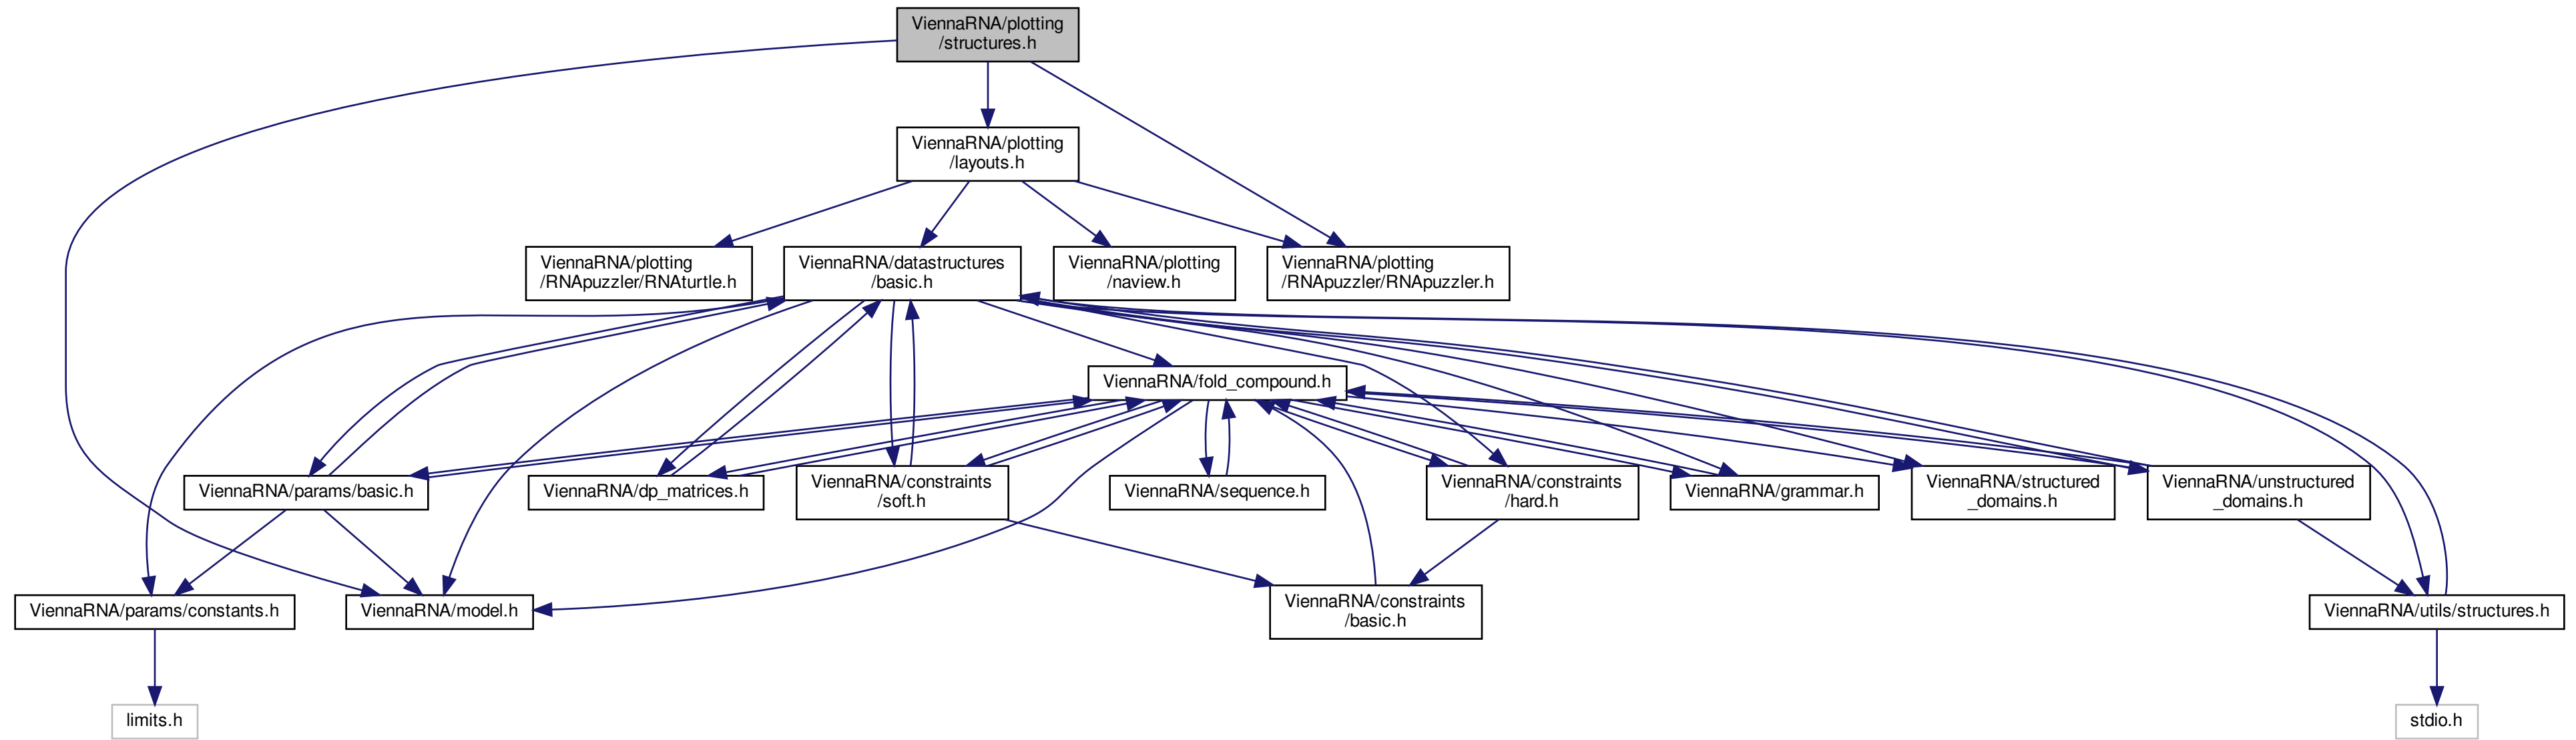 ViennaRNA/plotting
/structures.h
ViennaRNA/plotting
/layouts.h
ViennaRNA/plotting
/RNApuzzler/RNAturtle.h
ViennaRNA/datastructures
/basic.h
ViennaRNA/plotting
/naview.h
ViennaRNA/plotting
/RNApuzzler/RNApuzzler.h
ViennaRNA/fold_compound.h
ViennaRNA/params/basic.h
ViennaRNA/dp_matrices.h
ViennaRNA/constraints
/soft.h
ViennaRNA/sequence.h
ViennaRNA/constraints
/hard.h
ViennaRNA/grammar.h
ViennaRNA/structured
_domains.h
ViennaRNA/unstructured
_domains.h
ViennaRNA/params/constants.h
ViennaRNA/model.h
ViennaRNA/constraints
/basic.h
ViennaRNA/utils/structures.h
limits.h
stdio.h